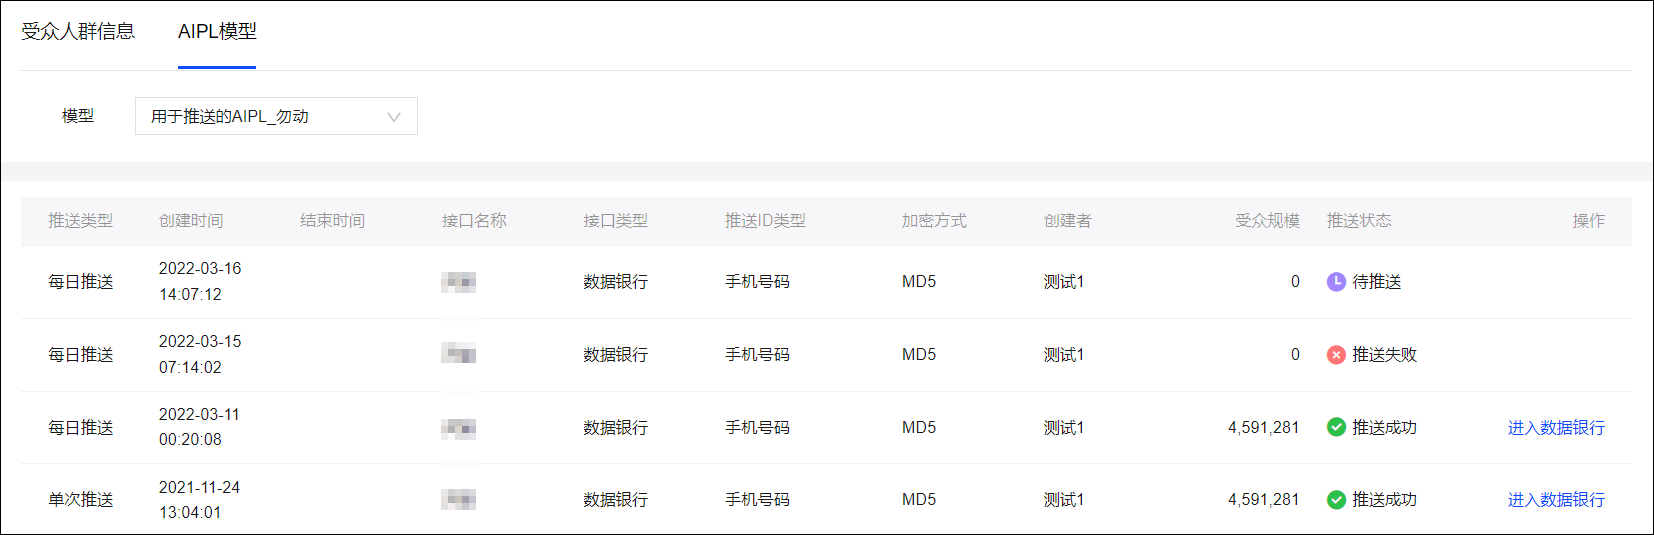 受众人群信息 AIPL模型
模型 用于推送的AIPL_勿动
推送类型 创建时间 结束时间 接口名称 接口类型 推送ID类型 加密方式 创建者 受众规模 推送状态 操作
每日推送 2022-03-16 14:07:12 数据银行 手机号码 MD5 测试1 0 待推送
每日推送 2022-03-15 07:14:02 数据银行 手机号码 MD5 测试1 0 推送失败
每日推送 2022-03-11 00:20:08 数据银行 手机号码 MD5 测试1 4,591,281 推送成功 进入数据银行
单次推送 2021-11-24 13:04:01 数据银行 手机号码 MD5 测试1 4,591,281 推送成功 进入数据银行